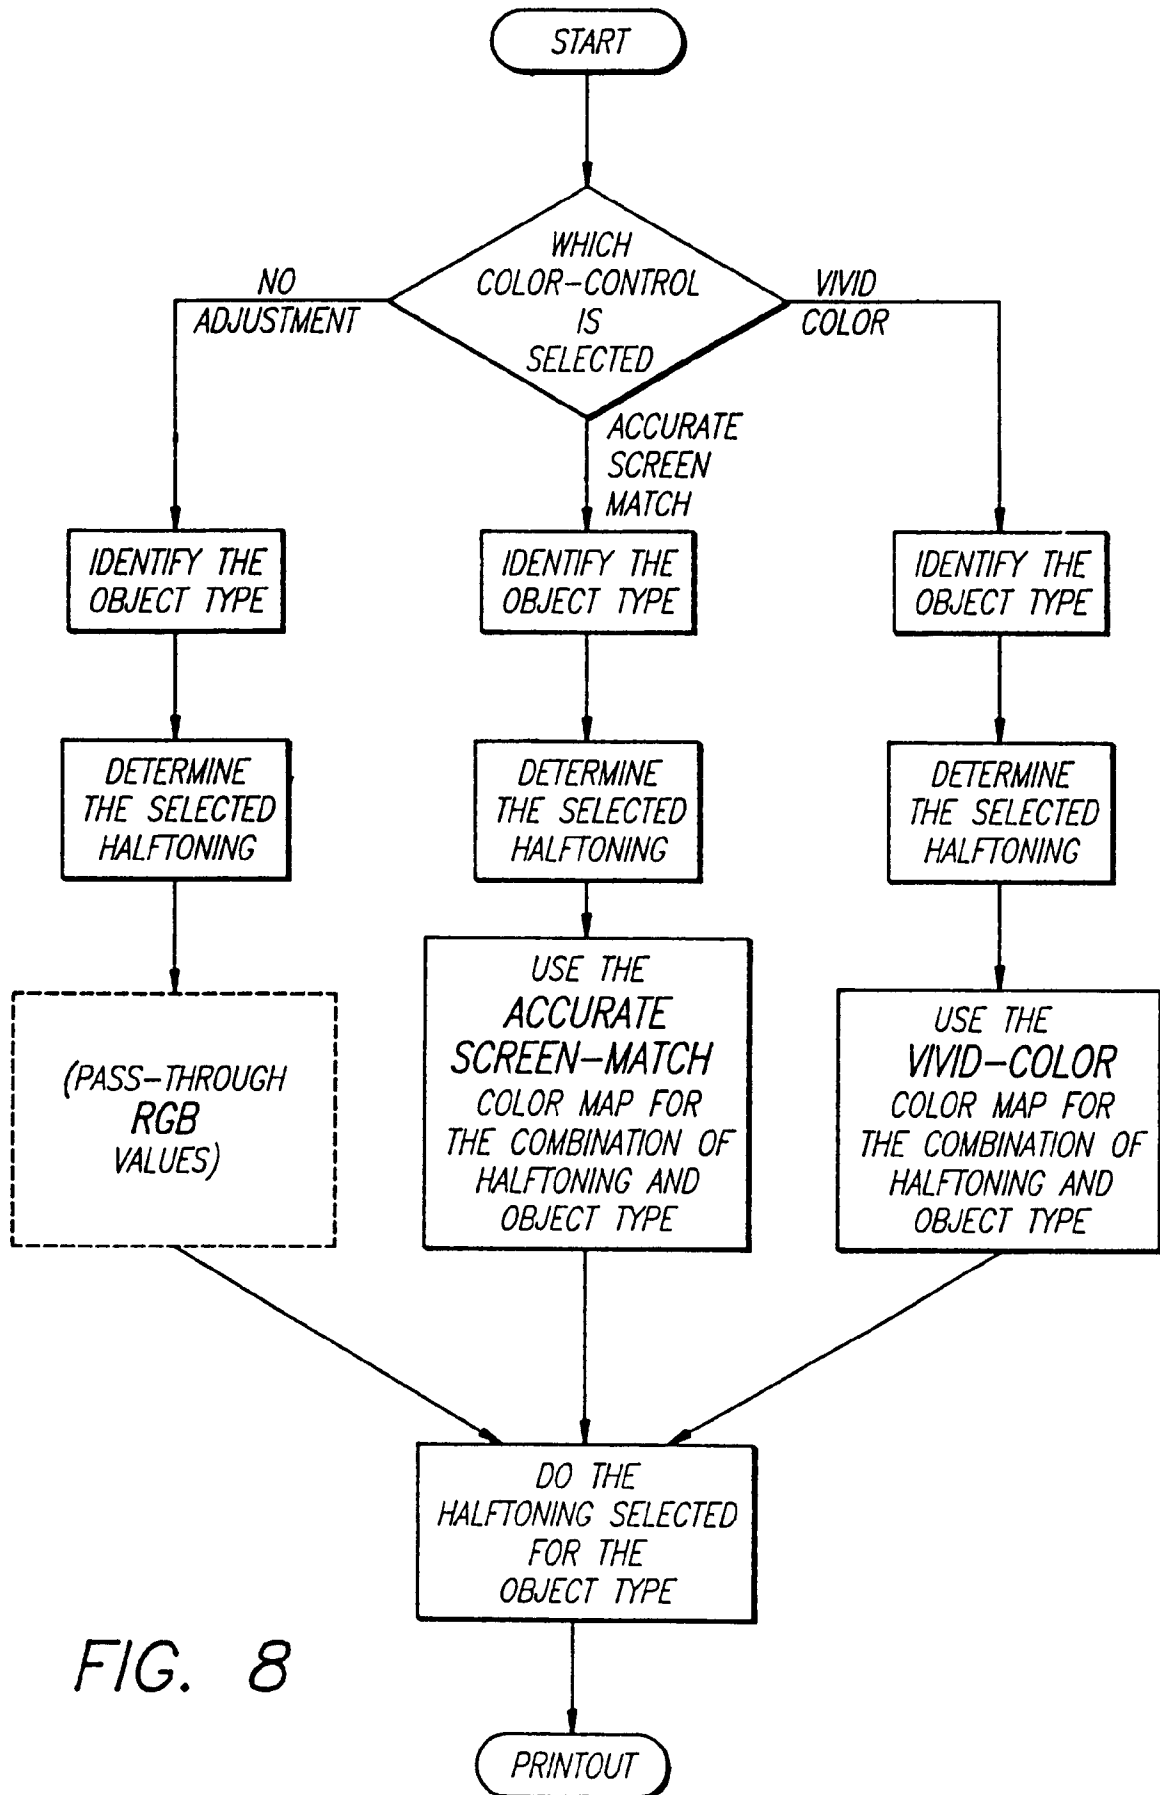 START
WHICH
COLOR-CONTROL
IS
SELECTED
NO
ADJUSTMENT
VIVID
COLOR
ACCURATE
SCREEN
MATCH
IDENTIFY THE
OBJECT TYPE
IDENTIFY THE
OBJECT TYPE
IDENTIFY THE
OBJECT TYPE
DETERMINE
THE SELECTED
HALFTONING
DETERMINE
THE SELECTED
HALFTONING
DETERMINE
THE SELECTED
HALFTONING
(PASS-THROUGH
RGB
VALUES)
USE THE
ACCURATE
SCREEN-MATCH
COLOR MAP FOR
THE COMBINATION OF
HALFTONING AND
OBJECT TYPE
USE THE
VIVID-COLOR
COLOR MAP FOR
THE COMBINATION OF
HALFTONING AND
OBJECT TYPE
DO THE
HALFTONING SELECTED
FOR THE
OBJECT TYPE
FIG. 8
PRINTOUT